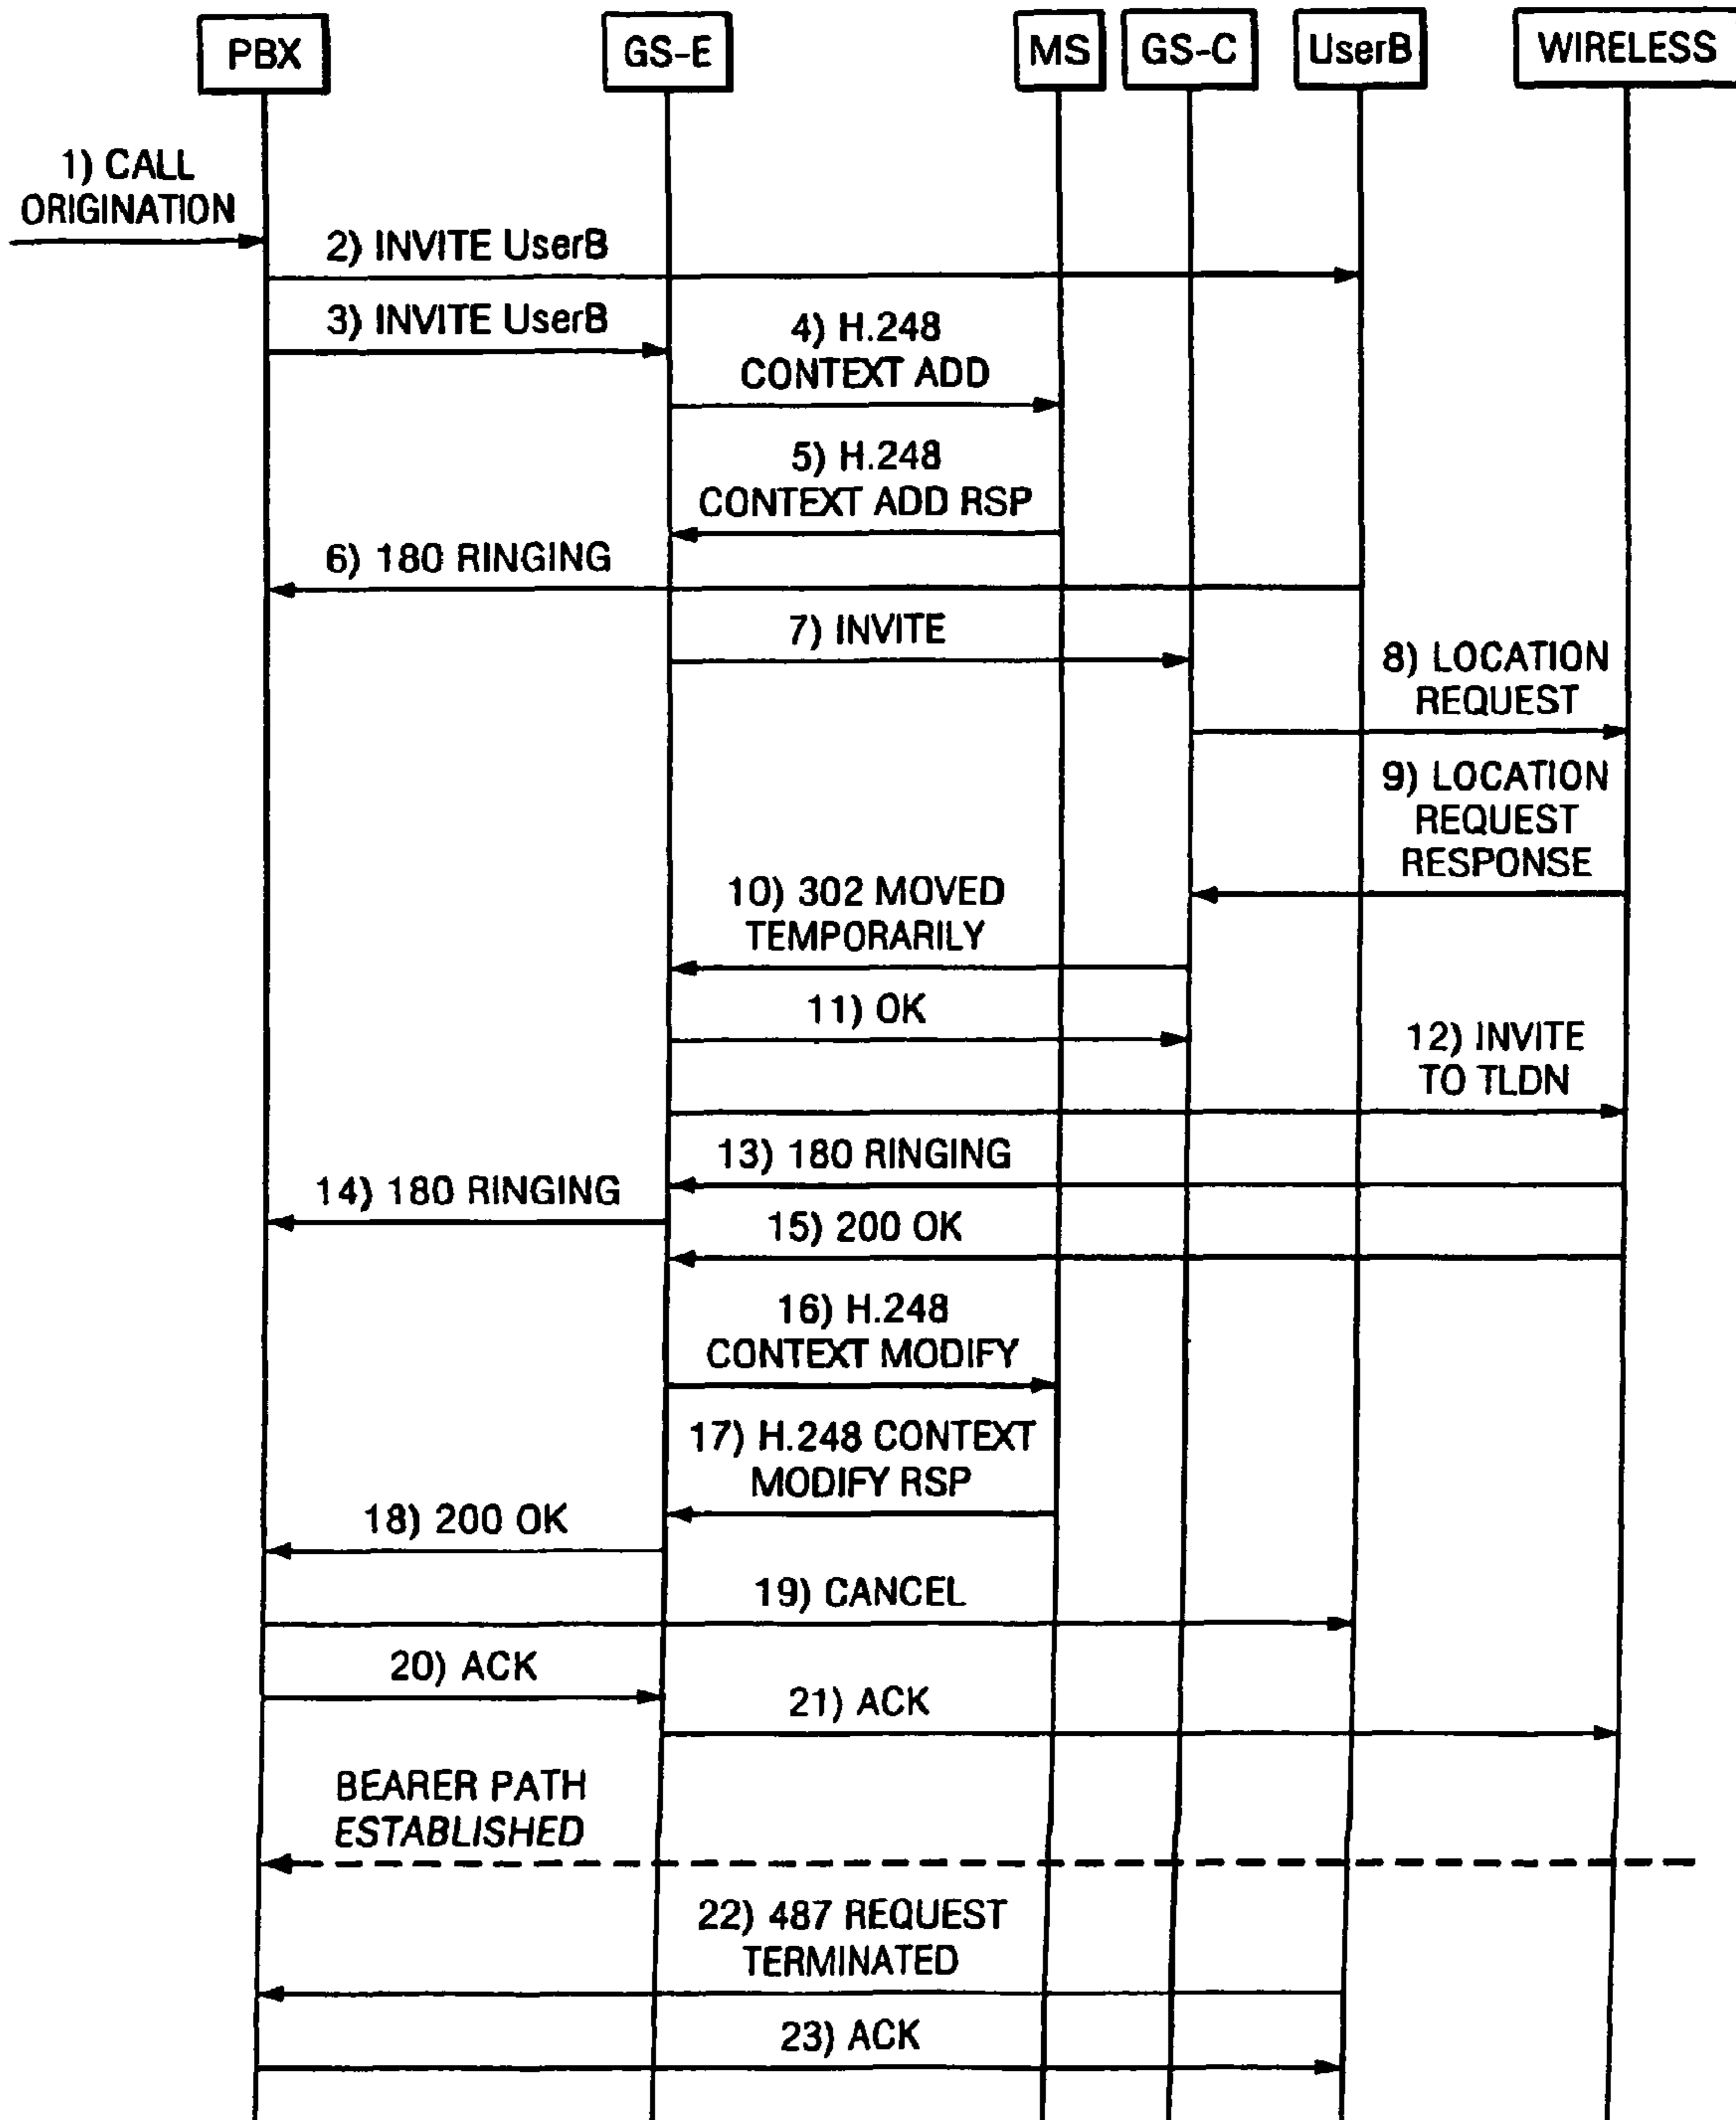 PBX
GS-E
MS
GS-C
UserB
WIRELESS
1) CALL
ORIGINATION
2) INVITE UserB
3) INVITE UserB
4) H.248
CONTEXT ADD
5) H.248
CONTEXT ADD RSP
6) 180 RINGING
7) INVITE
8) LOCATION
REQUEST
9) LOCATION
REQUEST
RESPONSE
10) 302 MOVED
TEMPORARILY
11) OK
12) INVITE
TO TLDN
13) 180 RINGING
14) 180 RINGING
15) 200 OK
16) H.248
CONTEXT MODIFY
17) H.248 CONTEXT
MODIFY RSP
18) 200 OK
19) CANCEL
20) ACK
21) ACK
BEARER PATH
ESTABLISHED
22) 487 REQUEST
TERMINATED
23) ACK